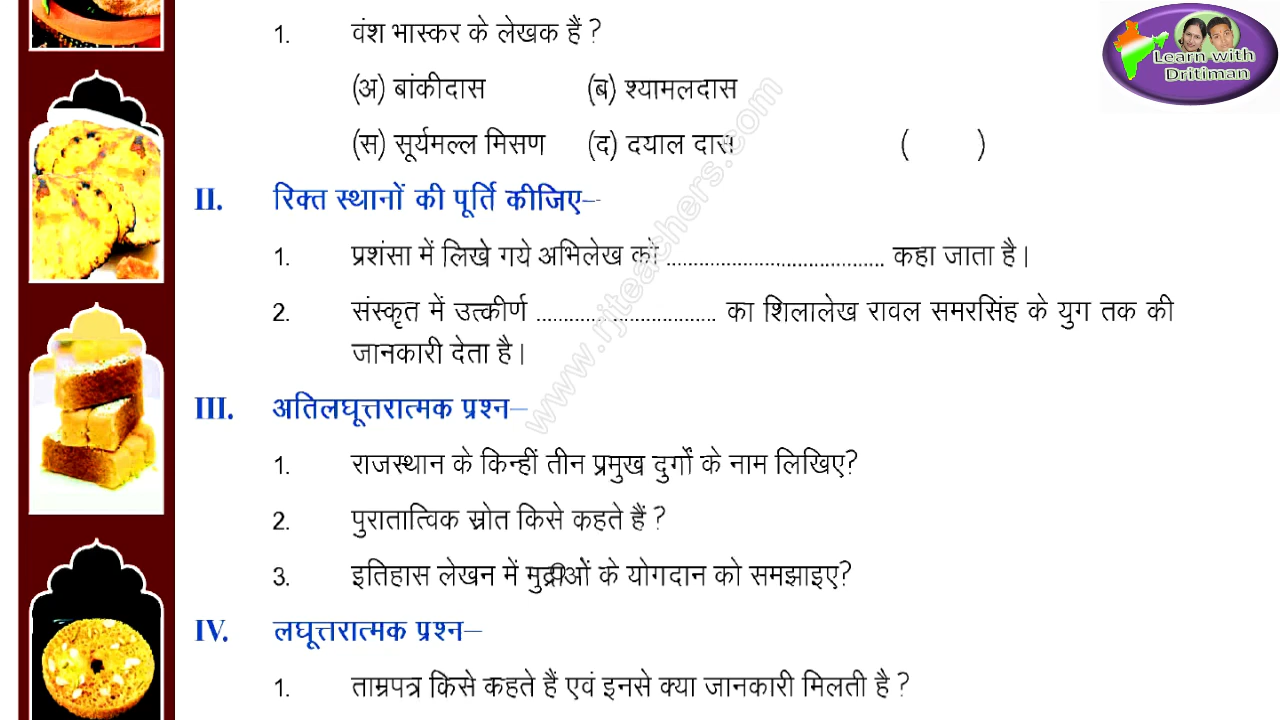 Learn with
Dritiman
1. वंश भास्कर के लेखक हैं ?
(अ) बांकीदास (ब) श्यामलदास
(स) सूर्यमल्ल मिसण (द) दयाल दास ( )
II. रिक्त स्थानों की पूर्ति कीजिए–
1. प्रशंसा में लिखे गये अभिलेख को ........................................ कहा जाता है।
2. संस्कृत में उत्कीर्ण ................................. का शिलालेख रावल समरसिंह के युग तक की
जानकारी देता है।
III. अतिलघूत्तरात्मक प्रश्न–
1. राजस्थान के किन्हीं तीन प्रमुख दुर्गों के नाम लिखिए?
2. पुरातात्विक स्रोत किसे कहते हैं ?
3. इतिहास लेखन में मुद्राओं के योगदान को समझाइए?
IV. लघूत्तरात्मक प्रश्न–
1. ताम्रपत्र किसे कहते हैं एवं इनसे क्या जानकारी मिलती है ?
www.rjteachers.com